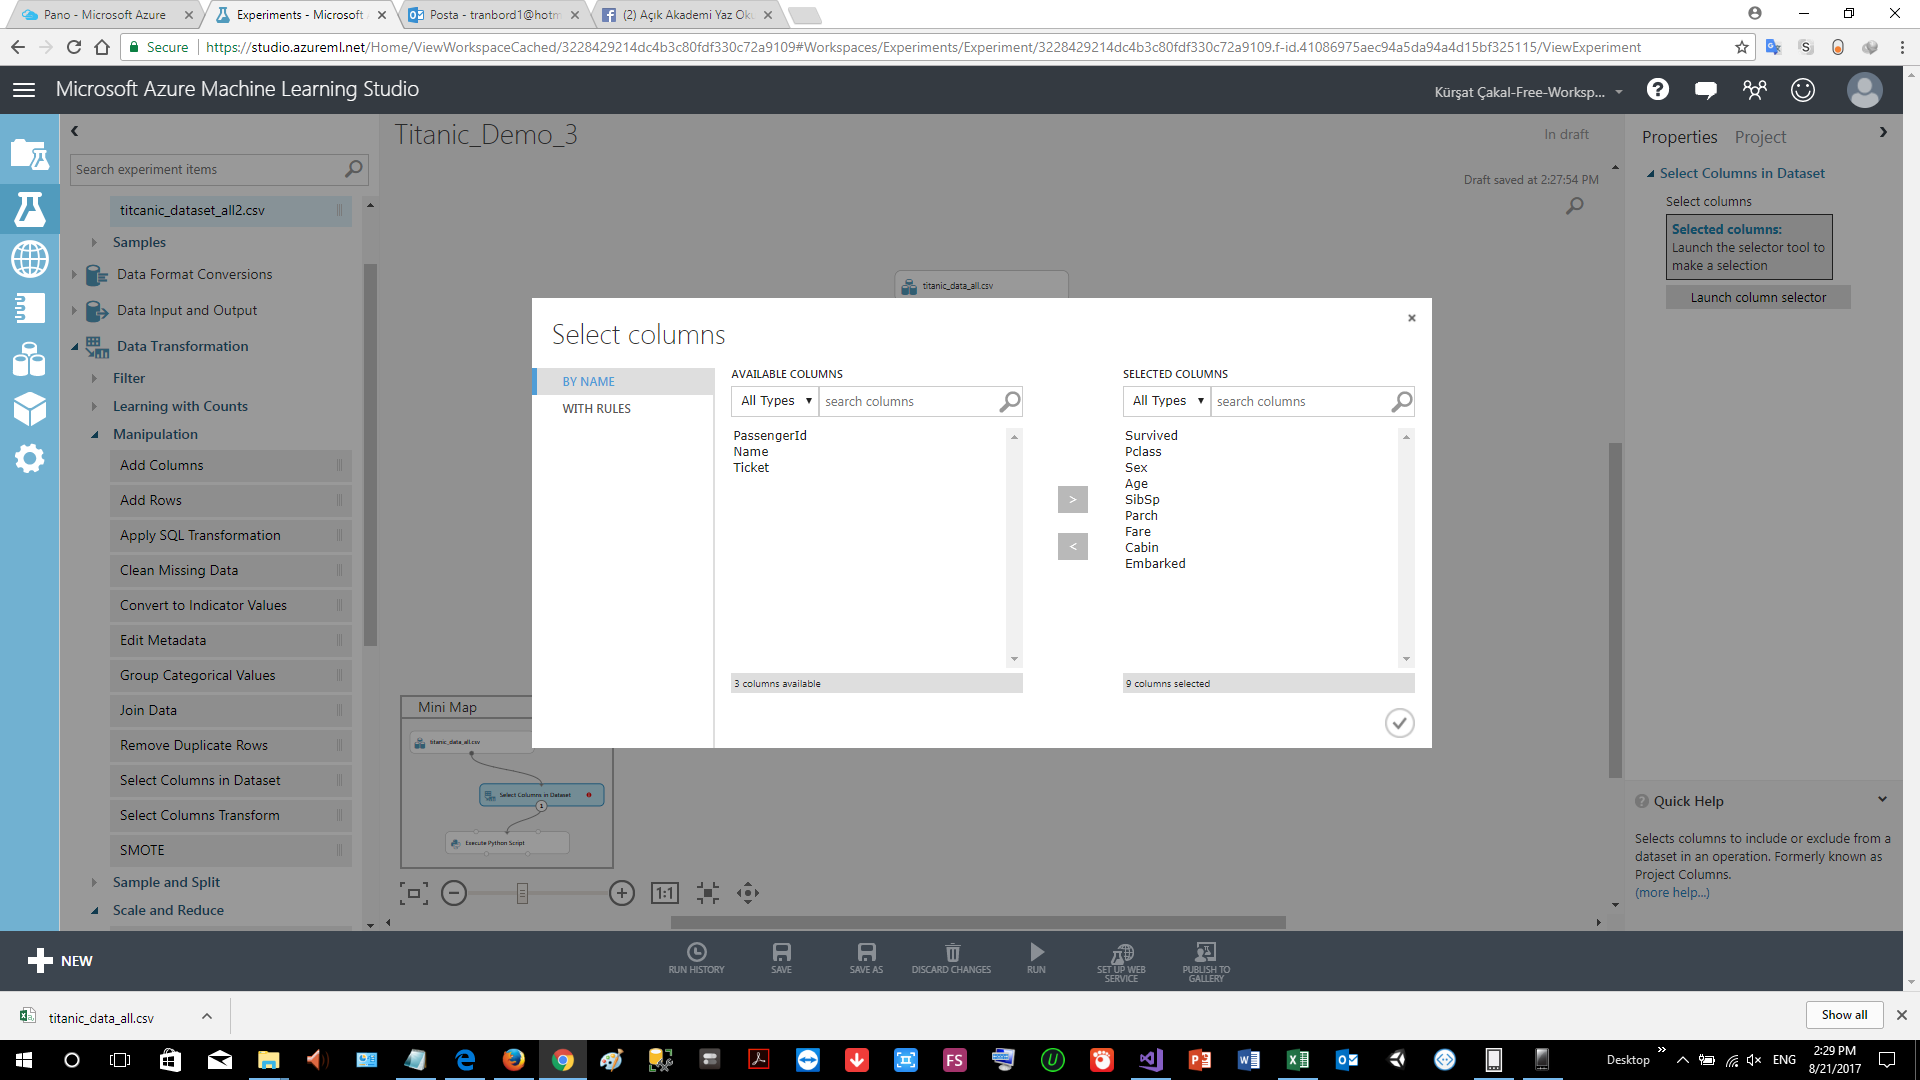 Pano - Microsoft Azure
Experiments - Microsoft
Posta - tranbord1@hotm
(2) Açık Akademi Yaz Oku
Secure
https://studio.azureml.net/Home/ViewWorkspaceCached/3228429214dc4b3c80fdf330c72a9109#Workspaces/Experiments/Experiment/3228429214dc4b3c80fdf330c72a9109.f-id.41086975aec94a5da94a4d15bf325115/ViewExperiment
Microsoft Azure Machine Learning Studio
Kürşat Çakal-Free-Worksp...
Search experiment items
titcanic_dataset_all2.csv
Samples
Data Format Conversions
Data Input and Output
Data Transformation
Filter
Learning with Counts
Manipulation
Add Columns
Add Rows
Apply SQL Transformation
Clean Missing Data
Convert to Indicator Values
Edit Metadata
Group Categorical Values
Join Data
Remove Duplicate Rows
Select Columns in Dataset
Select Columns Transform
SMOTE
Sample and Split
Scale and Reduce
Titanic_Demo_3
In draft
Draft saved at 2:27:54 PM
titanic_data_all.csv
Select columns
BY NAME
WITH RULES
AVAILABLE COLUMNS
All Types
search columns
PassengerId
Name
Ticket
3 columns available
>
<
SELECTED COLUMNS
All Types
search columns
Survived
Pclass
Sex
Age
SibSp
Parch
Fare
Cabin
Embarked
9 columns selected
Mini Map
titanic_data_all.csv
Select Columns in Dataset
1
Execute Python Script
1:1
Properties
Project
Select Columns in Dataset
Select columns
Selected columns:
Launch the selector tool to
make a selection
Launch column selector
Quick Help
Selects columns to include or exclude from a
dataset in an operation. Formerly known as
Project Columns.
(more help...)
NEW
RUN HISTORY
SAVE
SAVE AS
DISCARD CHANGES
RUN
SET UP WEB
SERVICE
PUBLISH TO
GALLERY
titanic_data_all.csv
Show all
Desktop
ENG
2:29 PM
8/21/2017